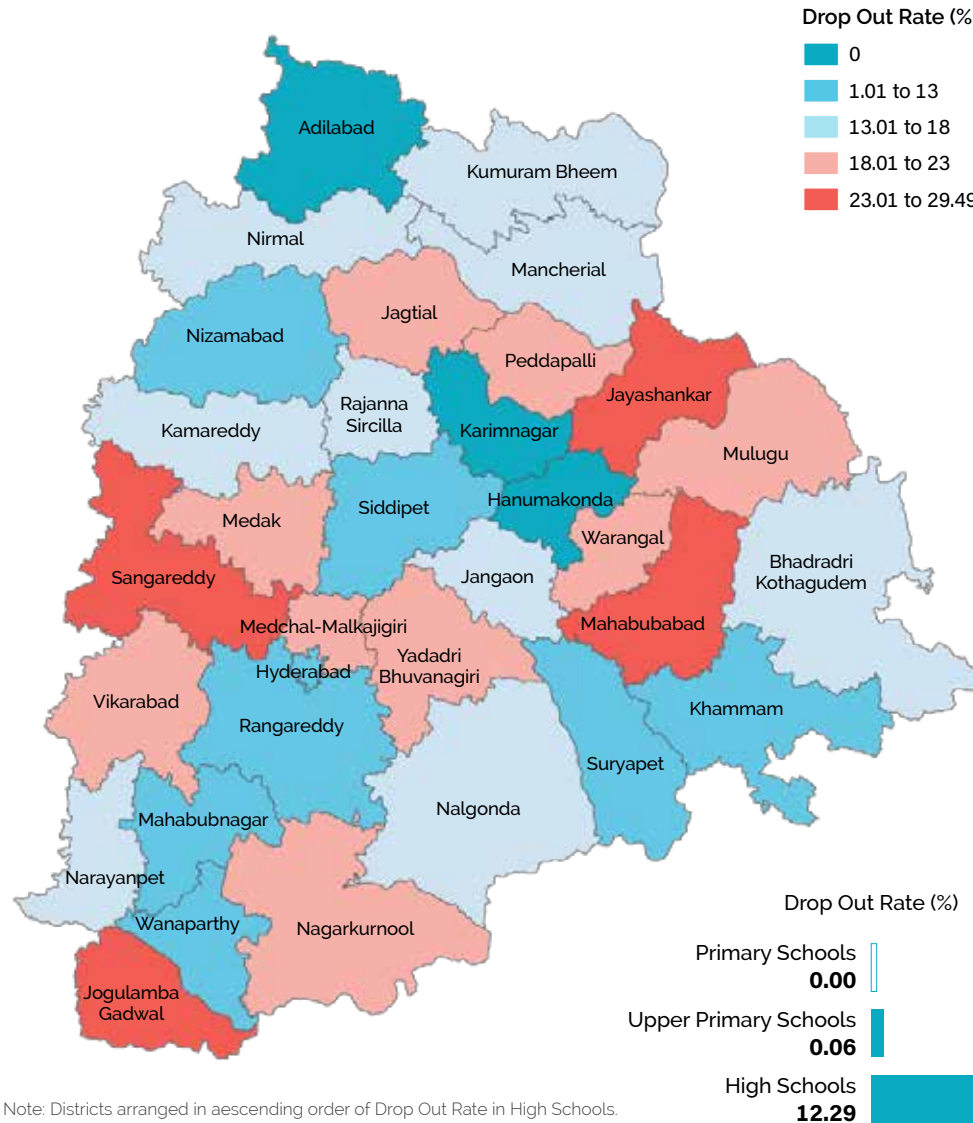 Drop Out Rate (%
0
1.01 to 13
13.01 to 18
18.01 to 23
23.01 to 29.49
Adilabad
Kumuram Bheem
Nirmal
Mancherial
Jagtial
Nizamabad
Peddapalli
Jayashankar
Rajanna
Sircilla
Kamareddy
Karimnagar
Mulugu
Hanumakonda
Siddipet
Medak
Warangal
Bhadradri
Kothagudem
Sangareddy
Jangaon
Medchal-Malkajigiri
Mahabubabad
Yadadri
Bhuvanagiri
Hyderabad
Vikarabad
Khammam
Rangareddy
Suryapet
Nalgonda
Mahabubnagar
Narayanpet
Wanaparthy
Nagarkurnool
Jogulamba
Gadwal
Drop Out Rate (%)
Primary Schools
0.00
Upper Primary Schools
0.06
High Schools
12.29
Note: Districts arranged in aescending order of Drop Out Rate in High Schools.